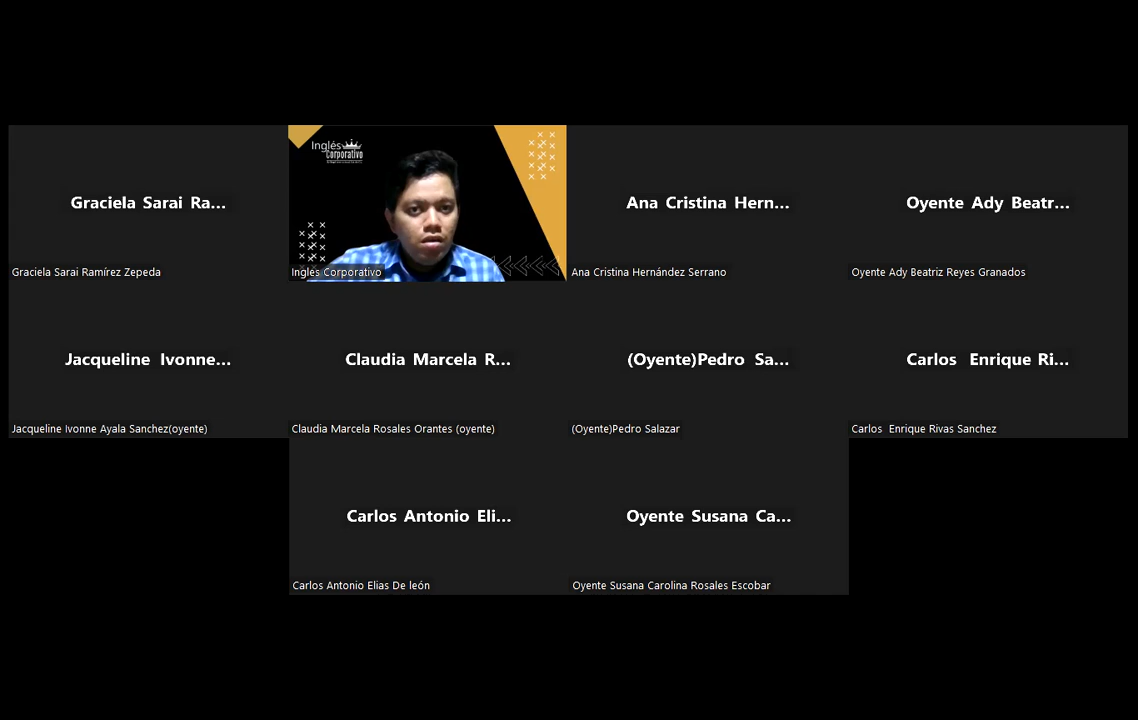 Graciela Sarai Ra...
Graciela Sarai Ramírez Zepeda
Inglés
Corporativo
Inglés Corporativo
Ana Cristina Hern...
Ana Cristina Hernández Serrano
Oyente Ady Beatr...
Oyente Ady Beatriz Reyes Granados
Jacqueline Ivonne...
Jacqueline Ivonne Ayala Sanchez(oyente)
Claudia Marcela R...
Claudia Marcela Rosales Orantes (oyente)
(Oyente)Pedro Sa...
(Oyente)Pedro Salazar
Carlos Enrique Ri...
Carlos Enrique Rivas Sanchez
Carlos Antonio Eli...
Carlos Antonio Elias De león
Oyente Susana Ca...
Oyente Susana Carolina Rosales Escobar